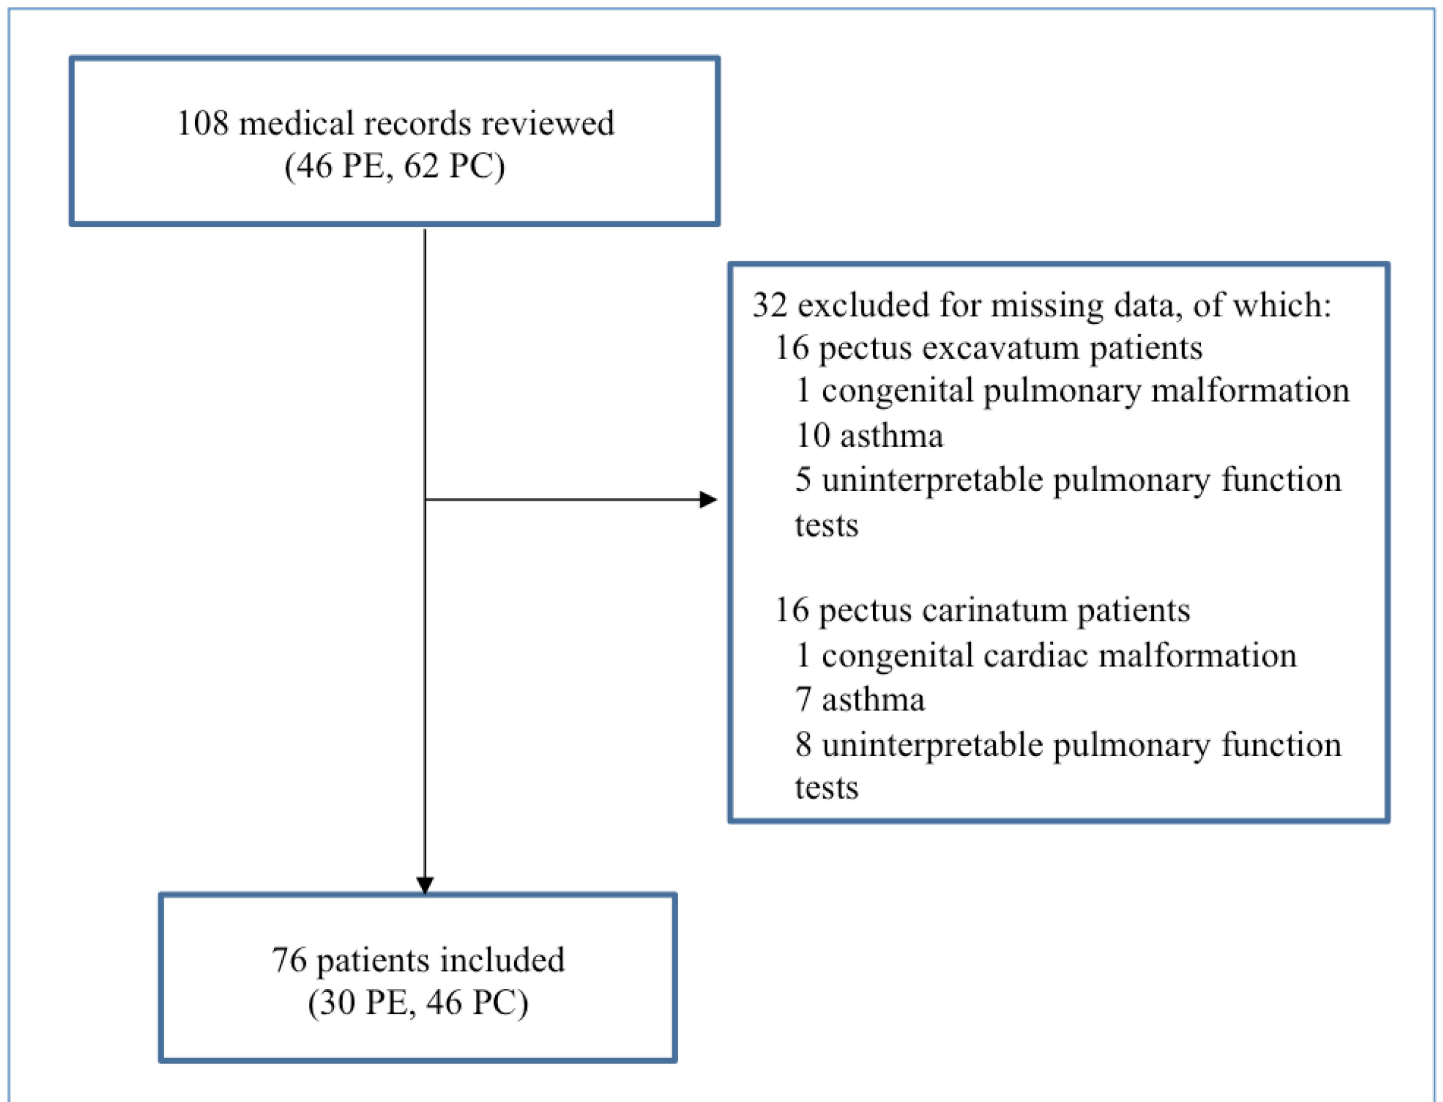 108 medical records reviewed
(46 PE, 62 PC)
32 excluded for missing data, of which:
16 pectus excavatum patients
1 congenital pulmonary malformation
10 asthma
5 uninterpretable pulmonary function
tests
16 pectus carinatum patients
1 congenital cardiac malformation
7 asthma
8 uninterpretable pulmonary function
tests
76 patients included
(30 PE, 46 PC)